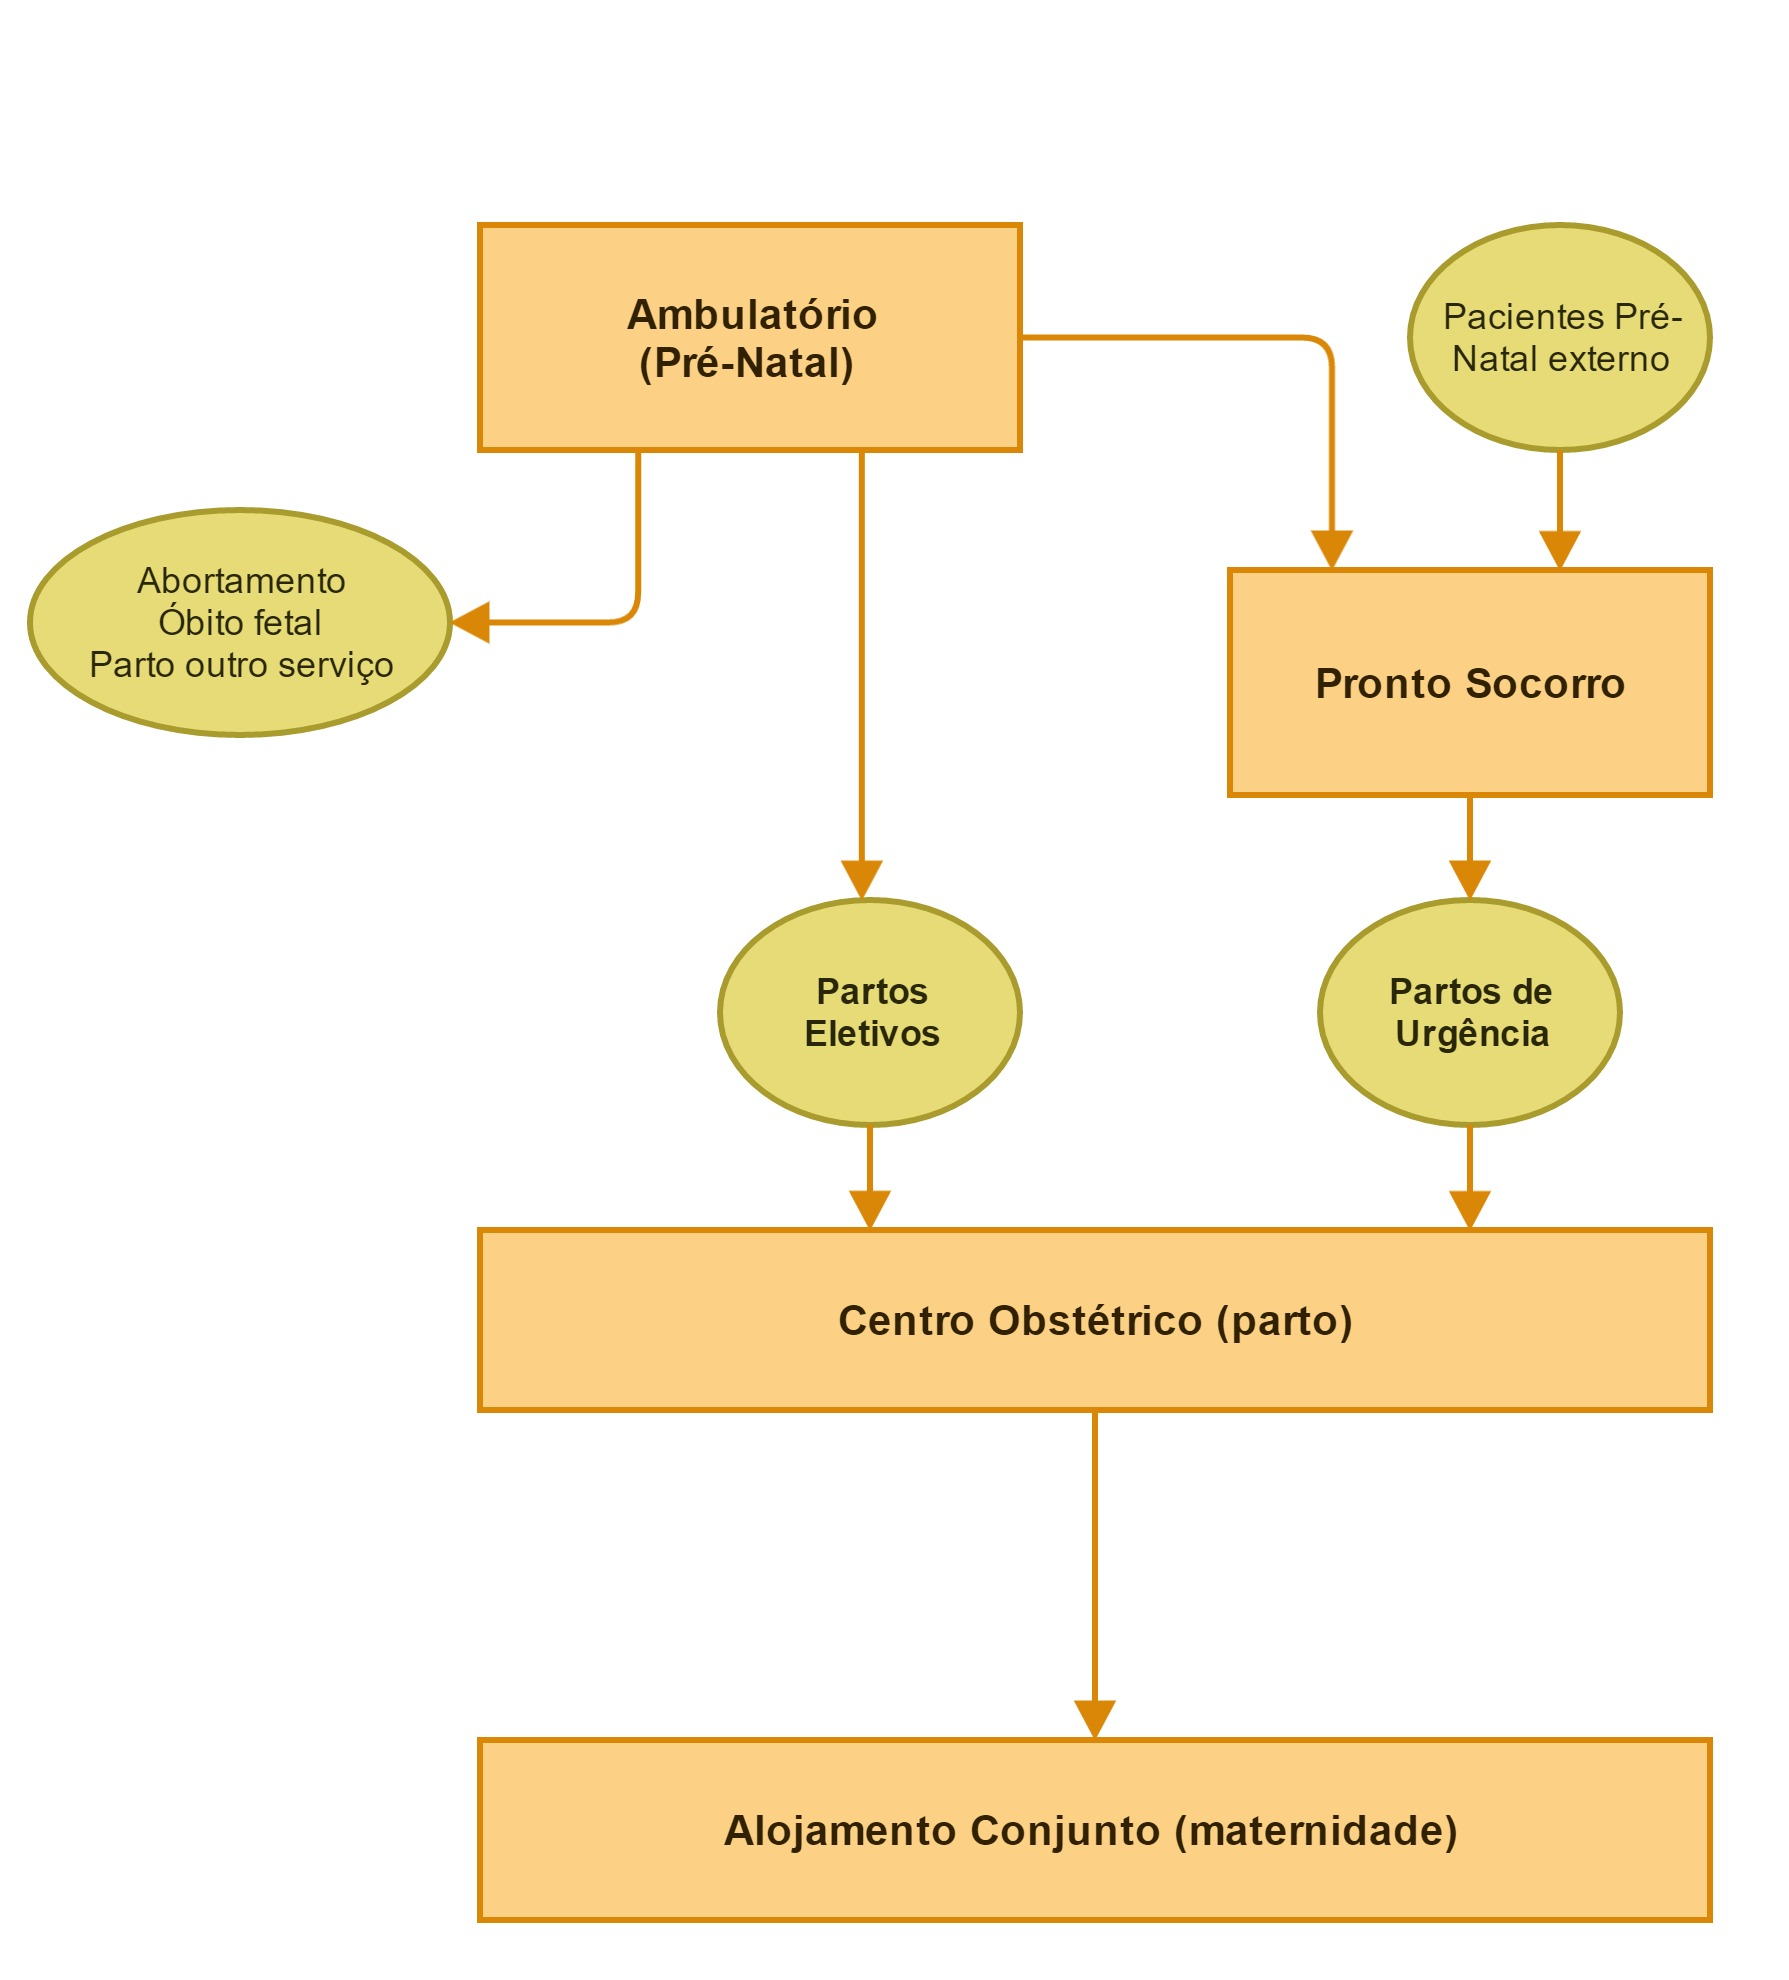 Ambulatório
(Pré-Natal)
Pacientes Pré-
Natal externo
Abortamento
Óbito fetal
Parto outro serviço
Pronto Socorro
Partos
Eletivos
Partos de
Urgência
Centro Obstétrico (parto)
Alojamento Conjunto (maternidade)